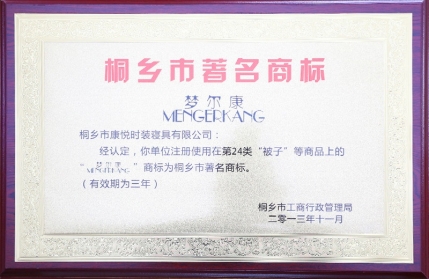 桐乡市著名商标
梦尔康
MENGERKANG
桐乡市康悦时装寝具有限公司：
经认定，你单位注册使用在第24类“被子”等商品上的
“梦尔康 MENGERKANG”商标为桐乡市著名商标。
（有效期为三年）
桐乡市工商行政管理局
二零一三年十一月